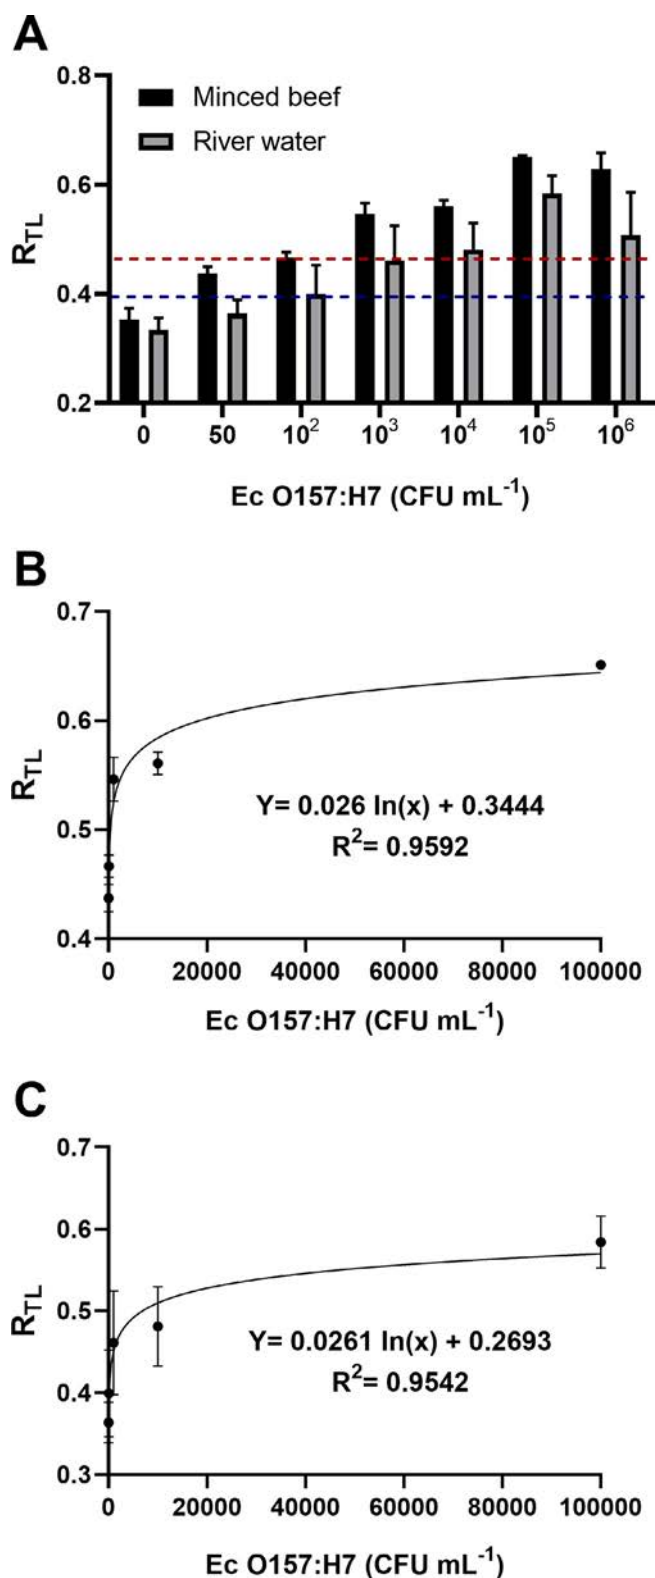 A
0.8
Minced beef
River water
0.6
R_TL
0.4
0.2
0 50 10² 10³ 10⁴ 10⁵ 10⁶
Ec O157:H7 (CFU mL⁻¹)
B
0.7
0.6
R_TL
0.5
Y= 0.026 ln(x) + 0.3444
R²= 0.9592
0.4
0 20000 40000 60000 80000 100000
Ec O157:H7 (CFU mL⁻¹)
C
0.7
0.6
R_TL
0.5
Y= 0.0261 ln(x) + 0.2693
R²= 0.9542
0.4
0.3
0 20000 40000 60000 80000 100000
Ec O157:H7 (CFU mL⁻¹)